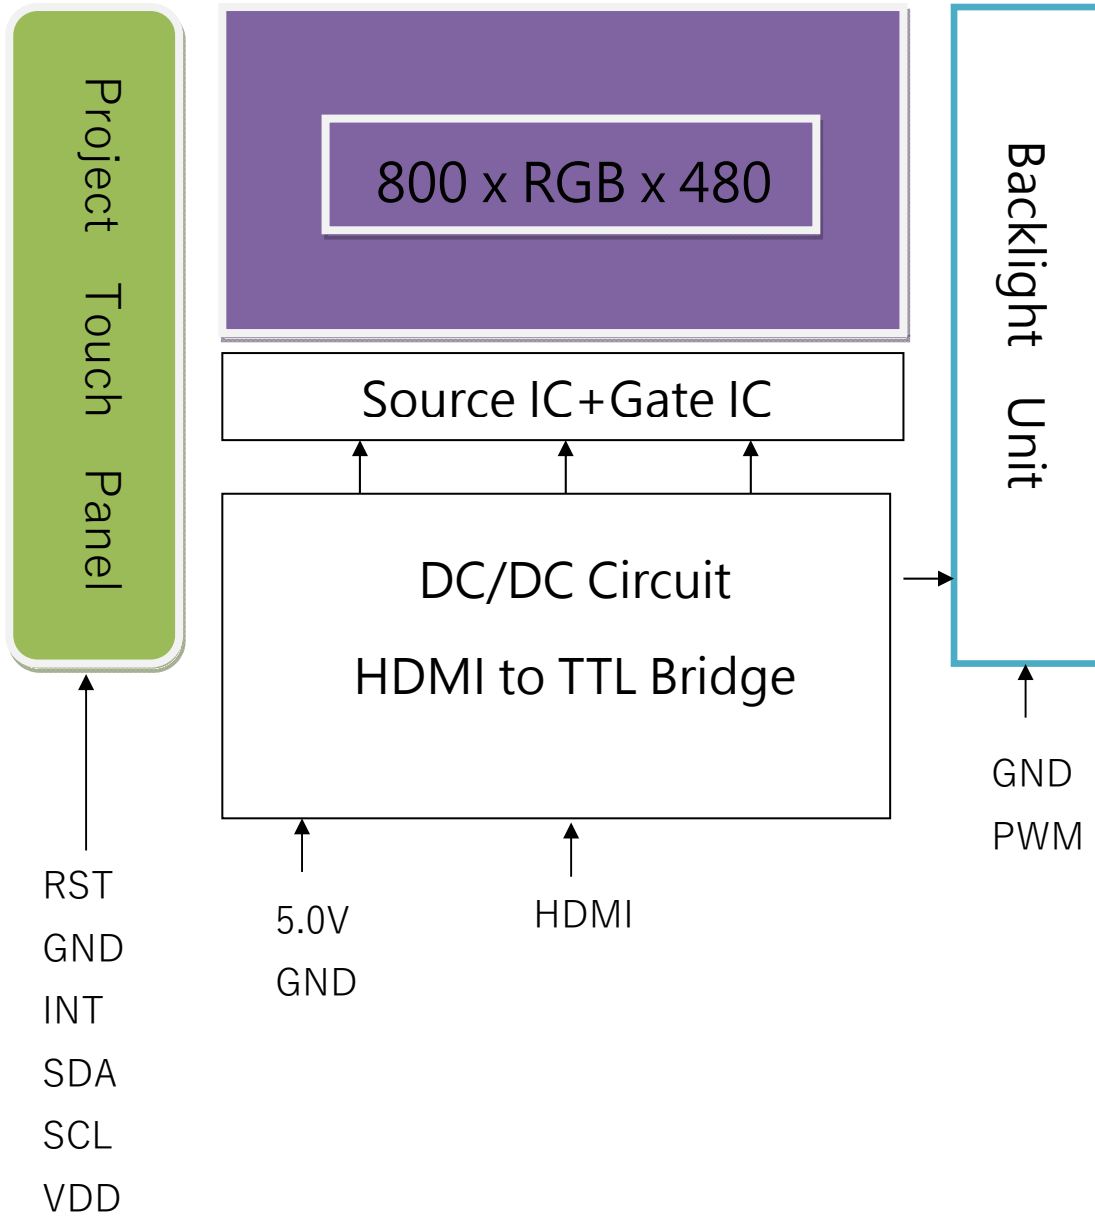 Project Touch Panel
800 x RGB x 480
Backlight Unit
Source IC+Gate IC
DC/DC Circuit
HDMI to TTL Bridge
RST
GND
INT
SDA
SCL
VDD
5.0V
GND
HDMI
GND
PWM